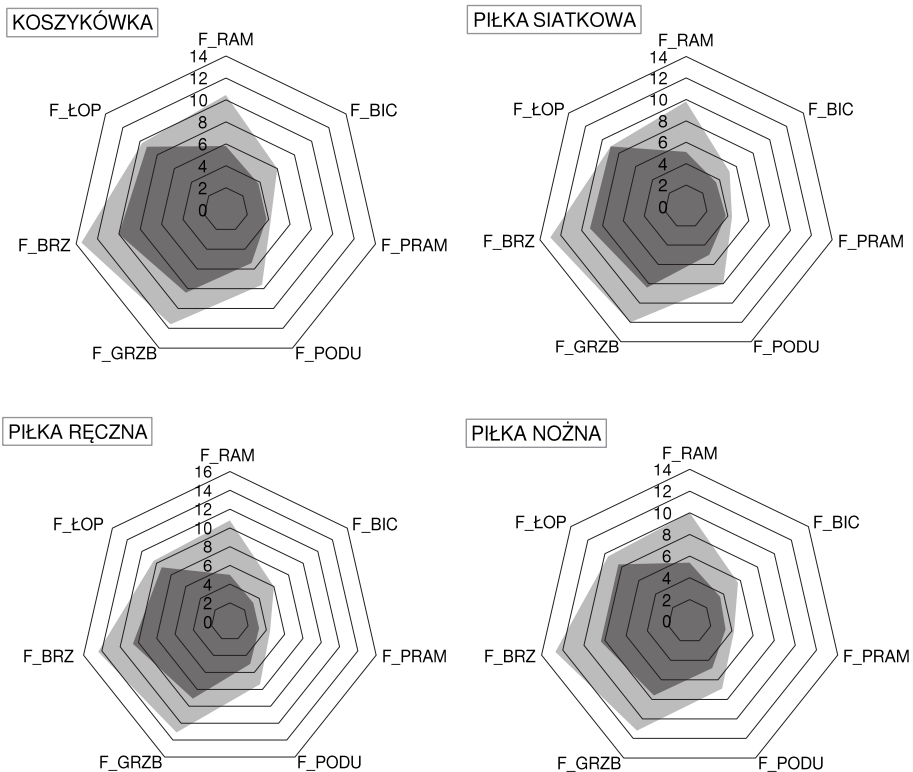 KOSZYKÓWKA
F_RAM
14
12
10
8
6
4
2
0
F_ŁOP
F_BIC
F_BRZ
F_PRAM
F_GRZB
F_PODU
PIŁKA SIATKOWA
F_RAM
14
12
10
8
6
4
2
0
F_ŁOP
F_BIC
F_BRZ
F_PRAM
F_GRZB
F_PODU
PIŁKA RĘCZNA
F_RAM
16
14
12
10
8
6
4
2
0
F_ŁOP
F_BIC
F_BRZ
F_PRAM
F_GRZB
F_PODU
PIŁKA NOŻNA
F_RAM
14
12
10
8
6
4
2
0
F_ŁOP
F_BIC
F_BRZ
F_PRAM
F_GRZB
F_PODU